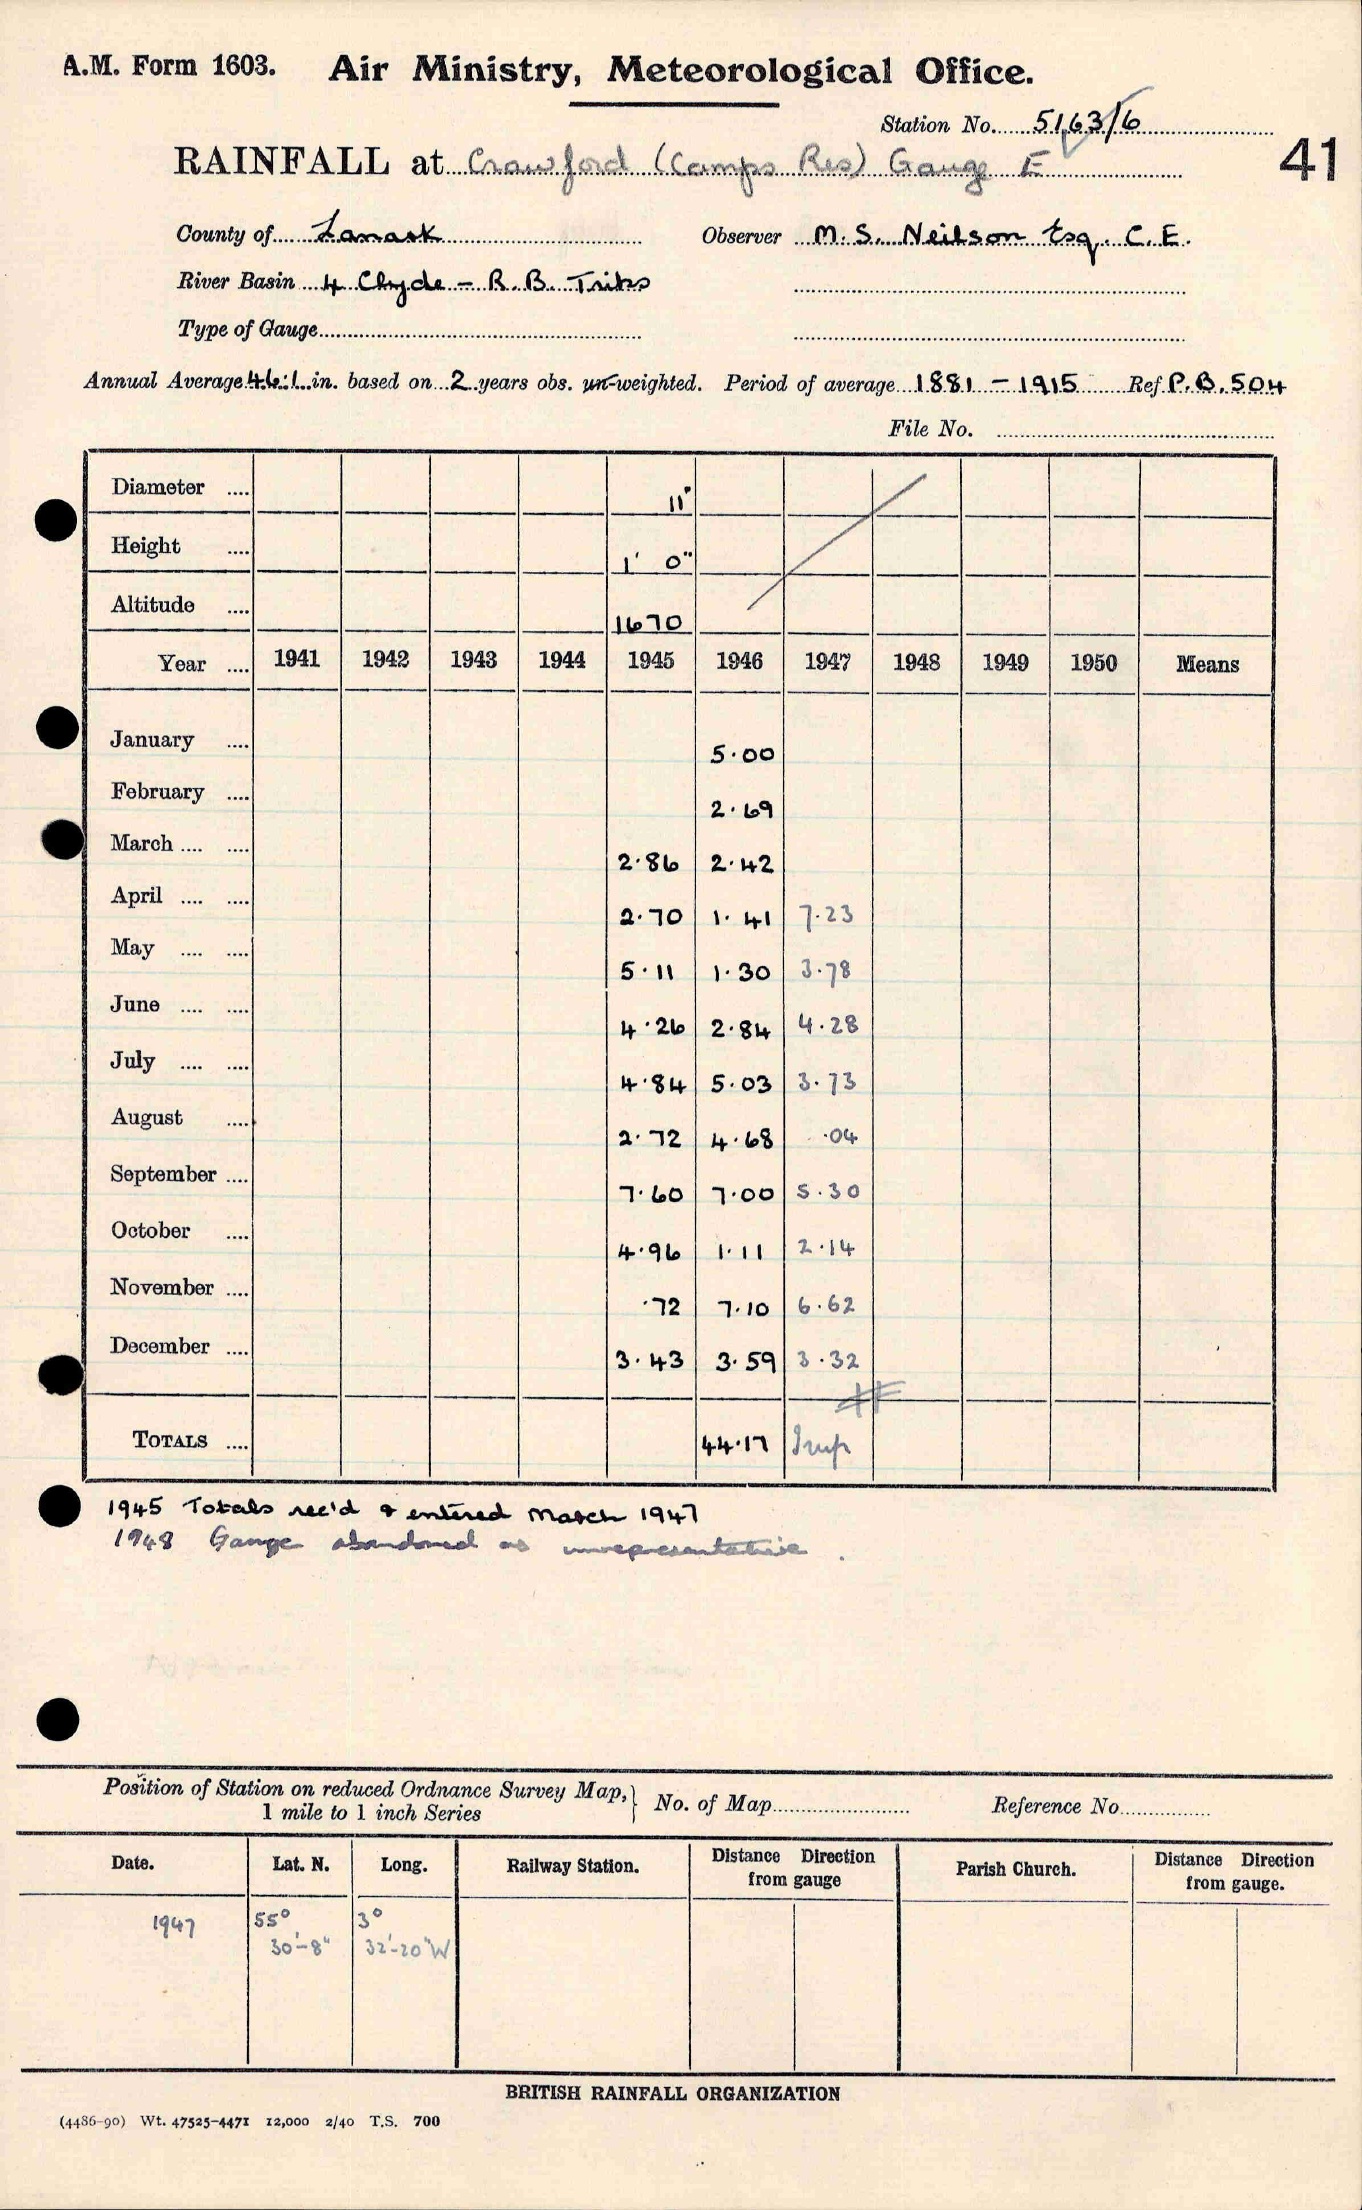 A.M. Form 1603. Air Ministry, Meteorological Office.
Station No. 5163/6
RAINFALL at Crawford (Camps Res) Gauge E
41
County of Lanark Observer M. S. Neilson Esq. C.E.
River Basin 4 Clyde - R.B. Tribs
Type of Gauge
Annual Average 46.1 in. based on 2 years obs. un-weighted. Period of average 1881 - 1915 Ref. P.B. 504
File No.
Diameter .... 11"
Height .... 1' 0"
Altitude .... 1670
Year .... 1941 1942 1943 1944 1945 1946 1947 1948 1949 1950 Means
January .... 5.00
February .... 2.69
March .... .... 2.86 2.42
April .... .... 2.70 1.41 7.23
May .... .... 5.11 1.30 3.78
June .... .... 4.26 2.84 4.28
July .... .... 4.84 5.03 3.73
August .... 2.72 4.68 .04
September .... 7.60 7.00 5.30
October .... 4.96 1.11 2.14
November .... .72 7.10 6.62
December .... 3.43 3.59 3.32
TOTALS .... 44.17 Imp
1945 Totals rec'd & entered March 1947
1948 Gauge abandoned as unrepresentative.
Position of Station on reduced Ordnance Survey Map,} No. of Map Reference No.
1 mile to 1 inch Series
Date. Lat. N. Long. Railway Station. Distance Direction from gauge Parish Church. Distance Direction from gauge.
1947 55° 3°
30'-8" 32'-20"W
BRITISH RAINFALL ORGANIZATION
(4486-90) Wt. 47525-4471 12,000 2/40 T.S. 700